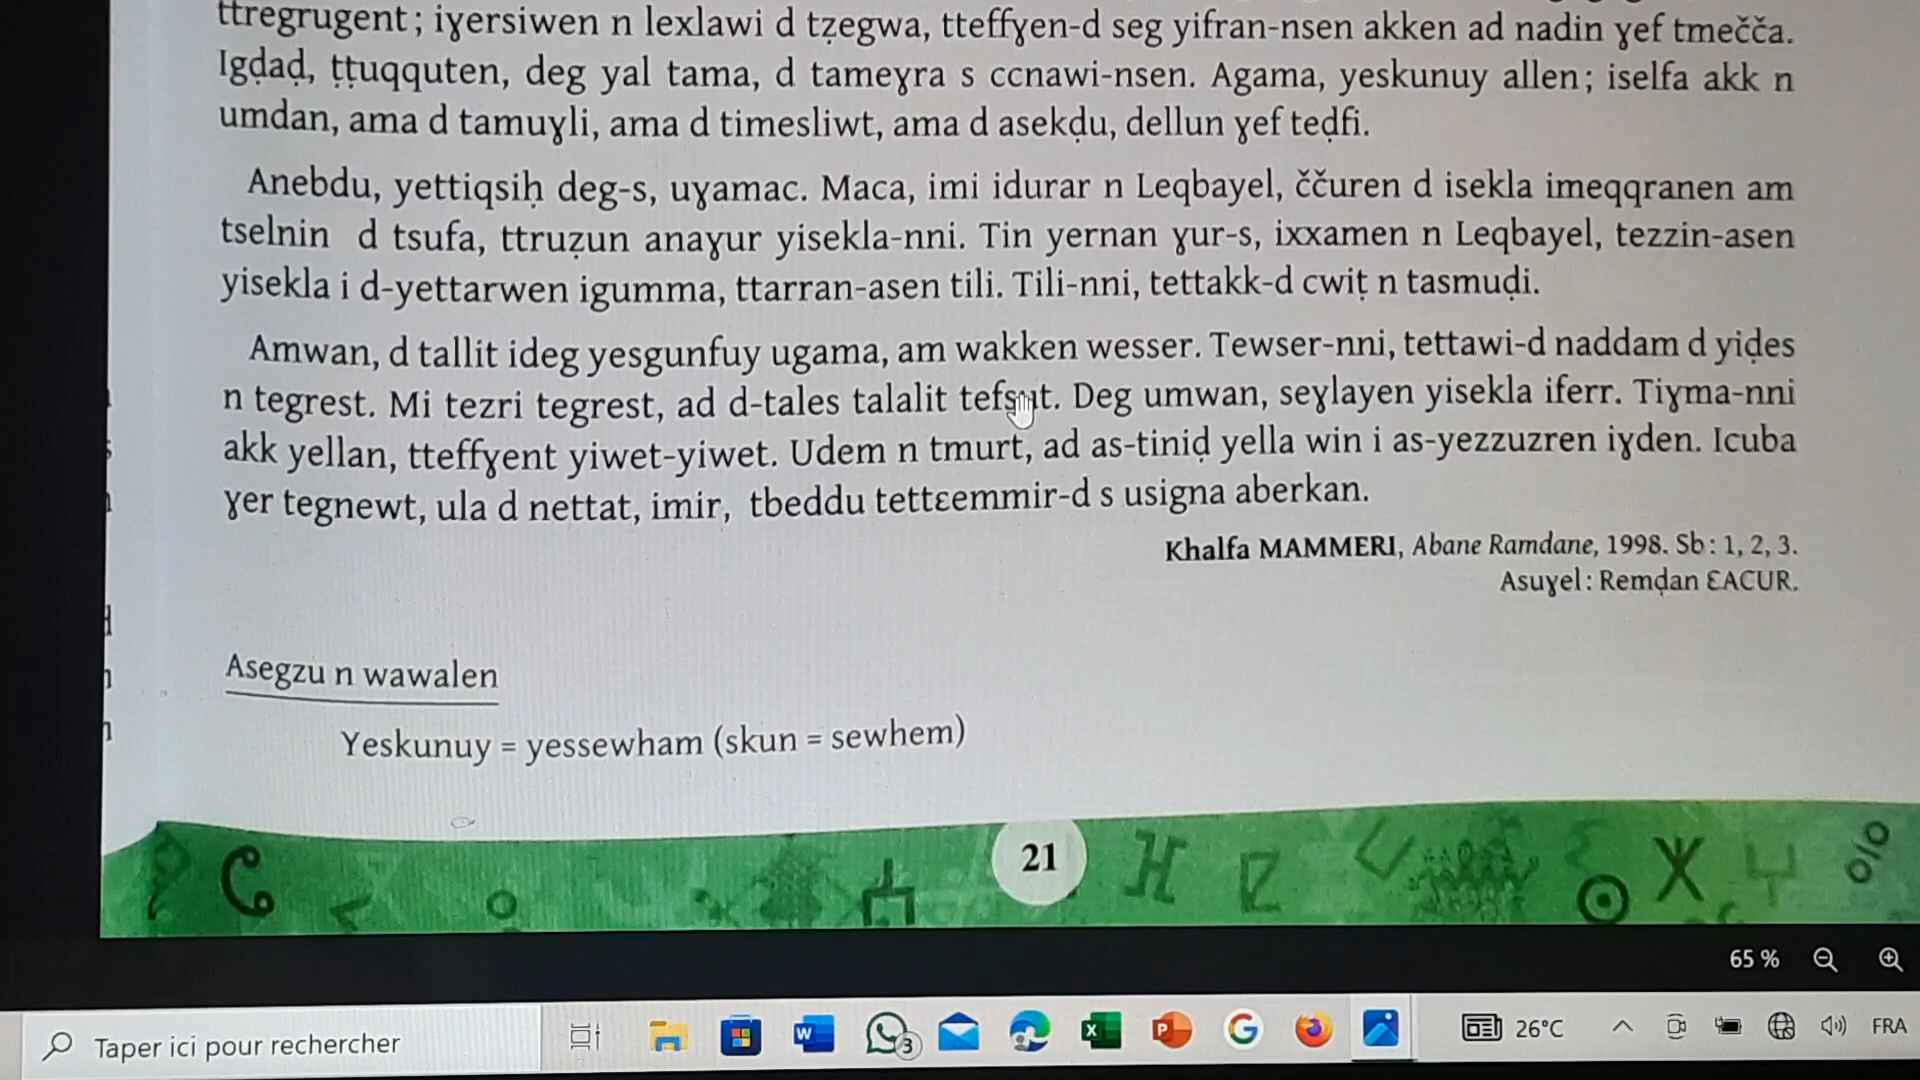 ttregrugent ; iɣersiwen n lexlawi d tẓegwa, tteffɣen-d seg yifran-nsen akken ad nadin ɣef tmečča.
Igḍaḍ, ṭṭuqquten, deg yal tama, d tameɣra s ccnawi-nsen. Agama, yeskunuy allen ; iselfa akk n
umdan, ama d tamuɣli, ama d timesliwt, ama d asekḍu, dellun ɣef teḍfi.
Anebdu, yettiqsiḥ deg-s, uɣamac. Maca, imi idurar n Leqbayel, ččuren d isekla imeqqranen am
tselnin d tsufa, ttruẓun anaɣur yisekla-nni. Tin yernan ɣur-s, ixxamen n Leqbayel, tezzin-asen
yisekla i d-yettarwen igumma, ttarran-asen tili. Tili-nni, tettakk-d cwiṭ n tasmuḍi.
Amwan, d tallit ideg yesgunfuy ugama, am wakken wesser. Tewser-nni, tettawi-d naddam d yiḍes
n tegrest. Mi tezri tegrest, ad d-tales talalit tefsut. Deg umwan, seɣlayen yisekla iferr. Tiɣma-nni
akk yellan, tteffɣent yiwet-yiwet. Udem n tmurt, ad as-tiniḍ yella win i as-yezzuzren iɣden. Icuba
ɣer tegnewt, ula d nettat, imir, tbeddu tettɛemmir-d s usigna aberkan.
Khalfa MAMMERI, Abane Ramdane, 1998. Sb : 1, 2, 3.
Asuɣel : Remḍan ƐACUR.
Asegzu n wawalen
Yeskunuy = yessewham (skun = sewhem)
21
65 %
Taper ici pour rechercher
3
26°C
FRA